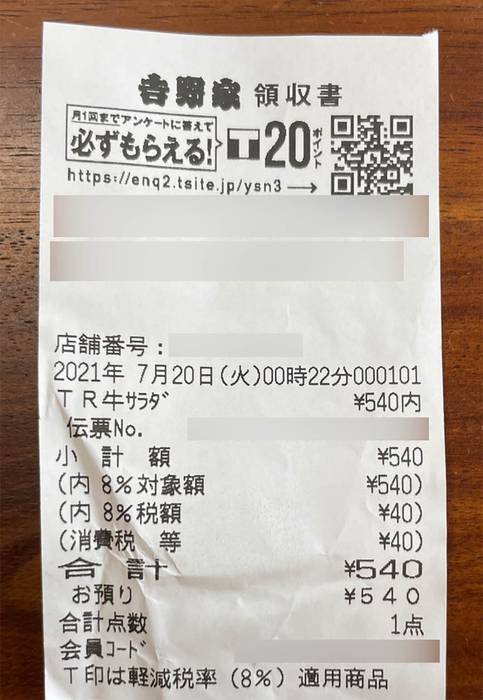 吉野家 領収書
月1回までアンケートに答えて
必ずもらえる! T20ポイント
https://enq2.tsite.jp/ysn3 →
店舗番号:
2021年 7月20日(火)00時22分000101
TR牛サラダ ¥540内
伝票No.
小 計 額 ¥540
(内 8%対象額 ¥540)
(内 8%税額 ¥40)
(消費税 等 ¥40)
合 計 ¥540
お預り ¥540
合計点数 1点
会員コード
T印は軽減税率(8%)適用商品